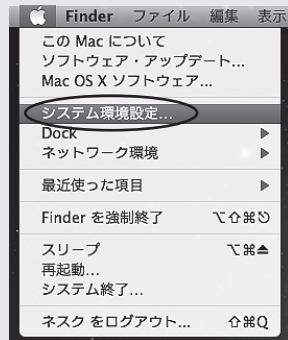 Finder ファイル 編集 表示
この Mac について
ソフトウェア・アップデート...
Mac OS X ソフトウェア...
システム環境設定...
Dock
ネットワーク環境
最近使った項目
Finder を強制終了 ⌥⇧⌘⎋
スリープ ⌥⌘⏏
再起動...
システム終了...
ネスク をログアウト... ⇧⌘Q